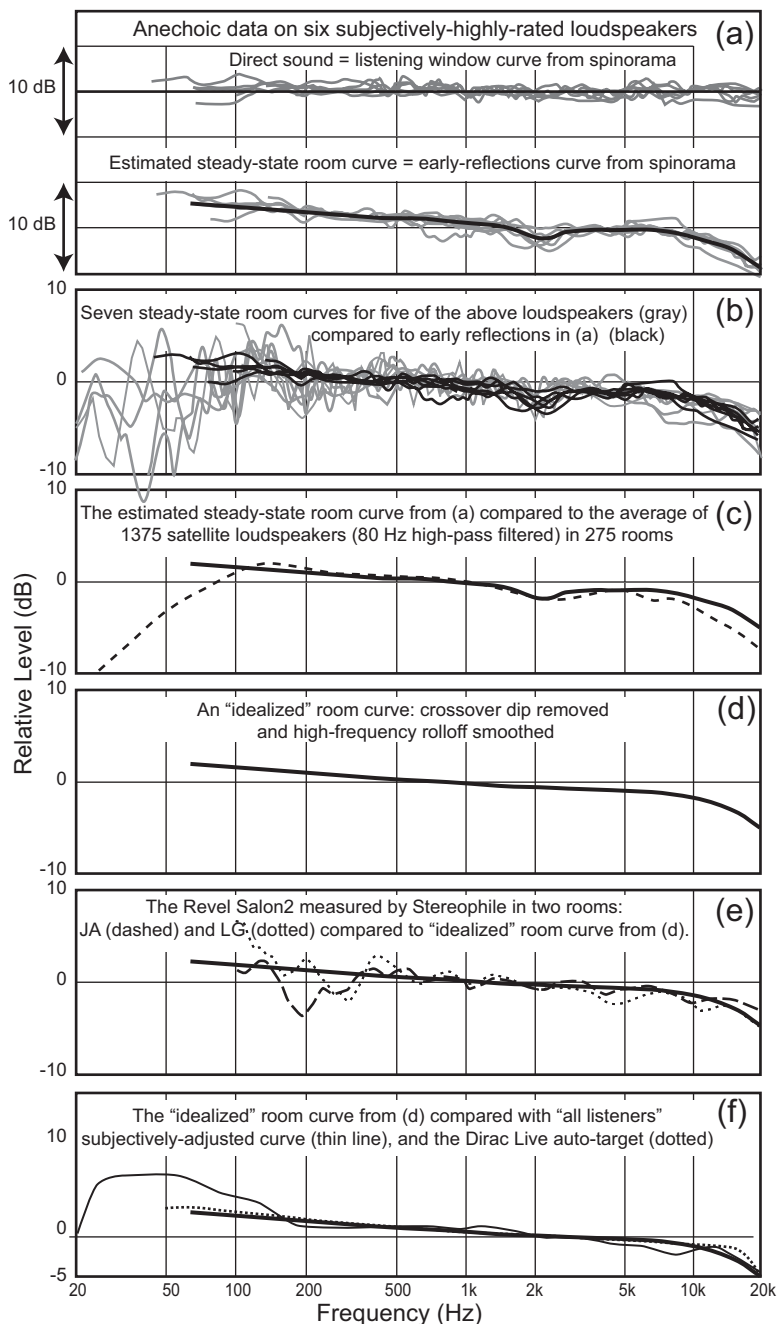 Anechoic data on six subjectively-highly-rated loudspeakers
(a)
Direct sound = listening window curve from spinorama
10 dB
Estimated steady-state room curve = early-reflections curve from spinorama
10 dB
10
Seven steady-state room curves for five of the above loudspeakers (gray)
compared to early reflections in (a) (black)
(b)
0
-10
10
The estimated steady-state room curve from (a) compared to the average of
1375 satellite loudspeakers (80 Hz high-pass filtered) in 275 rooms
(c)
0
-10
Relative Level (dB)
10
An “idealized” room curve: crossover dip removed
and high-frequency rolloff smoothed
(d)
0
-10
10
The Revel Salon2 measured by Stereophile in two rooms:
JA (dashed) and LG (dotted) compared to “idealized” room curve from (d).
(e)
0
-10
The “idealized” room curve from (d) compared with “all listeners”
subjectively-adjusted curve (thin line), and the Dirac Live auto-target (dotted)
(f)
10
0
-5
20 50 100 200 500 1k 2k 5k 10k 20k
Frequency (Hz)